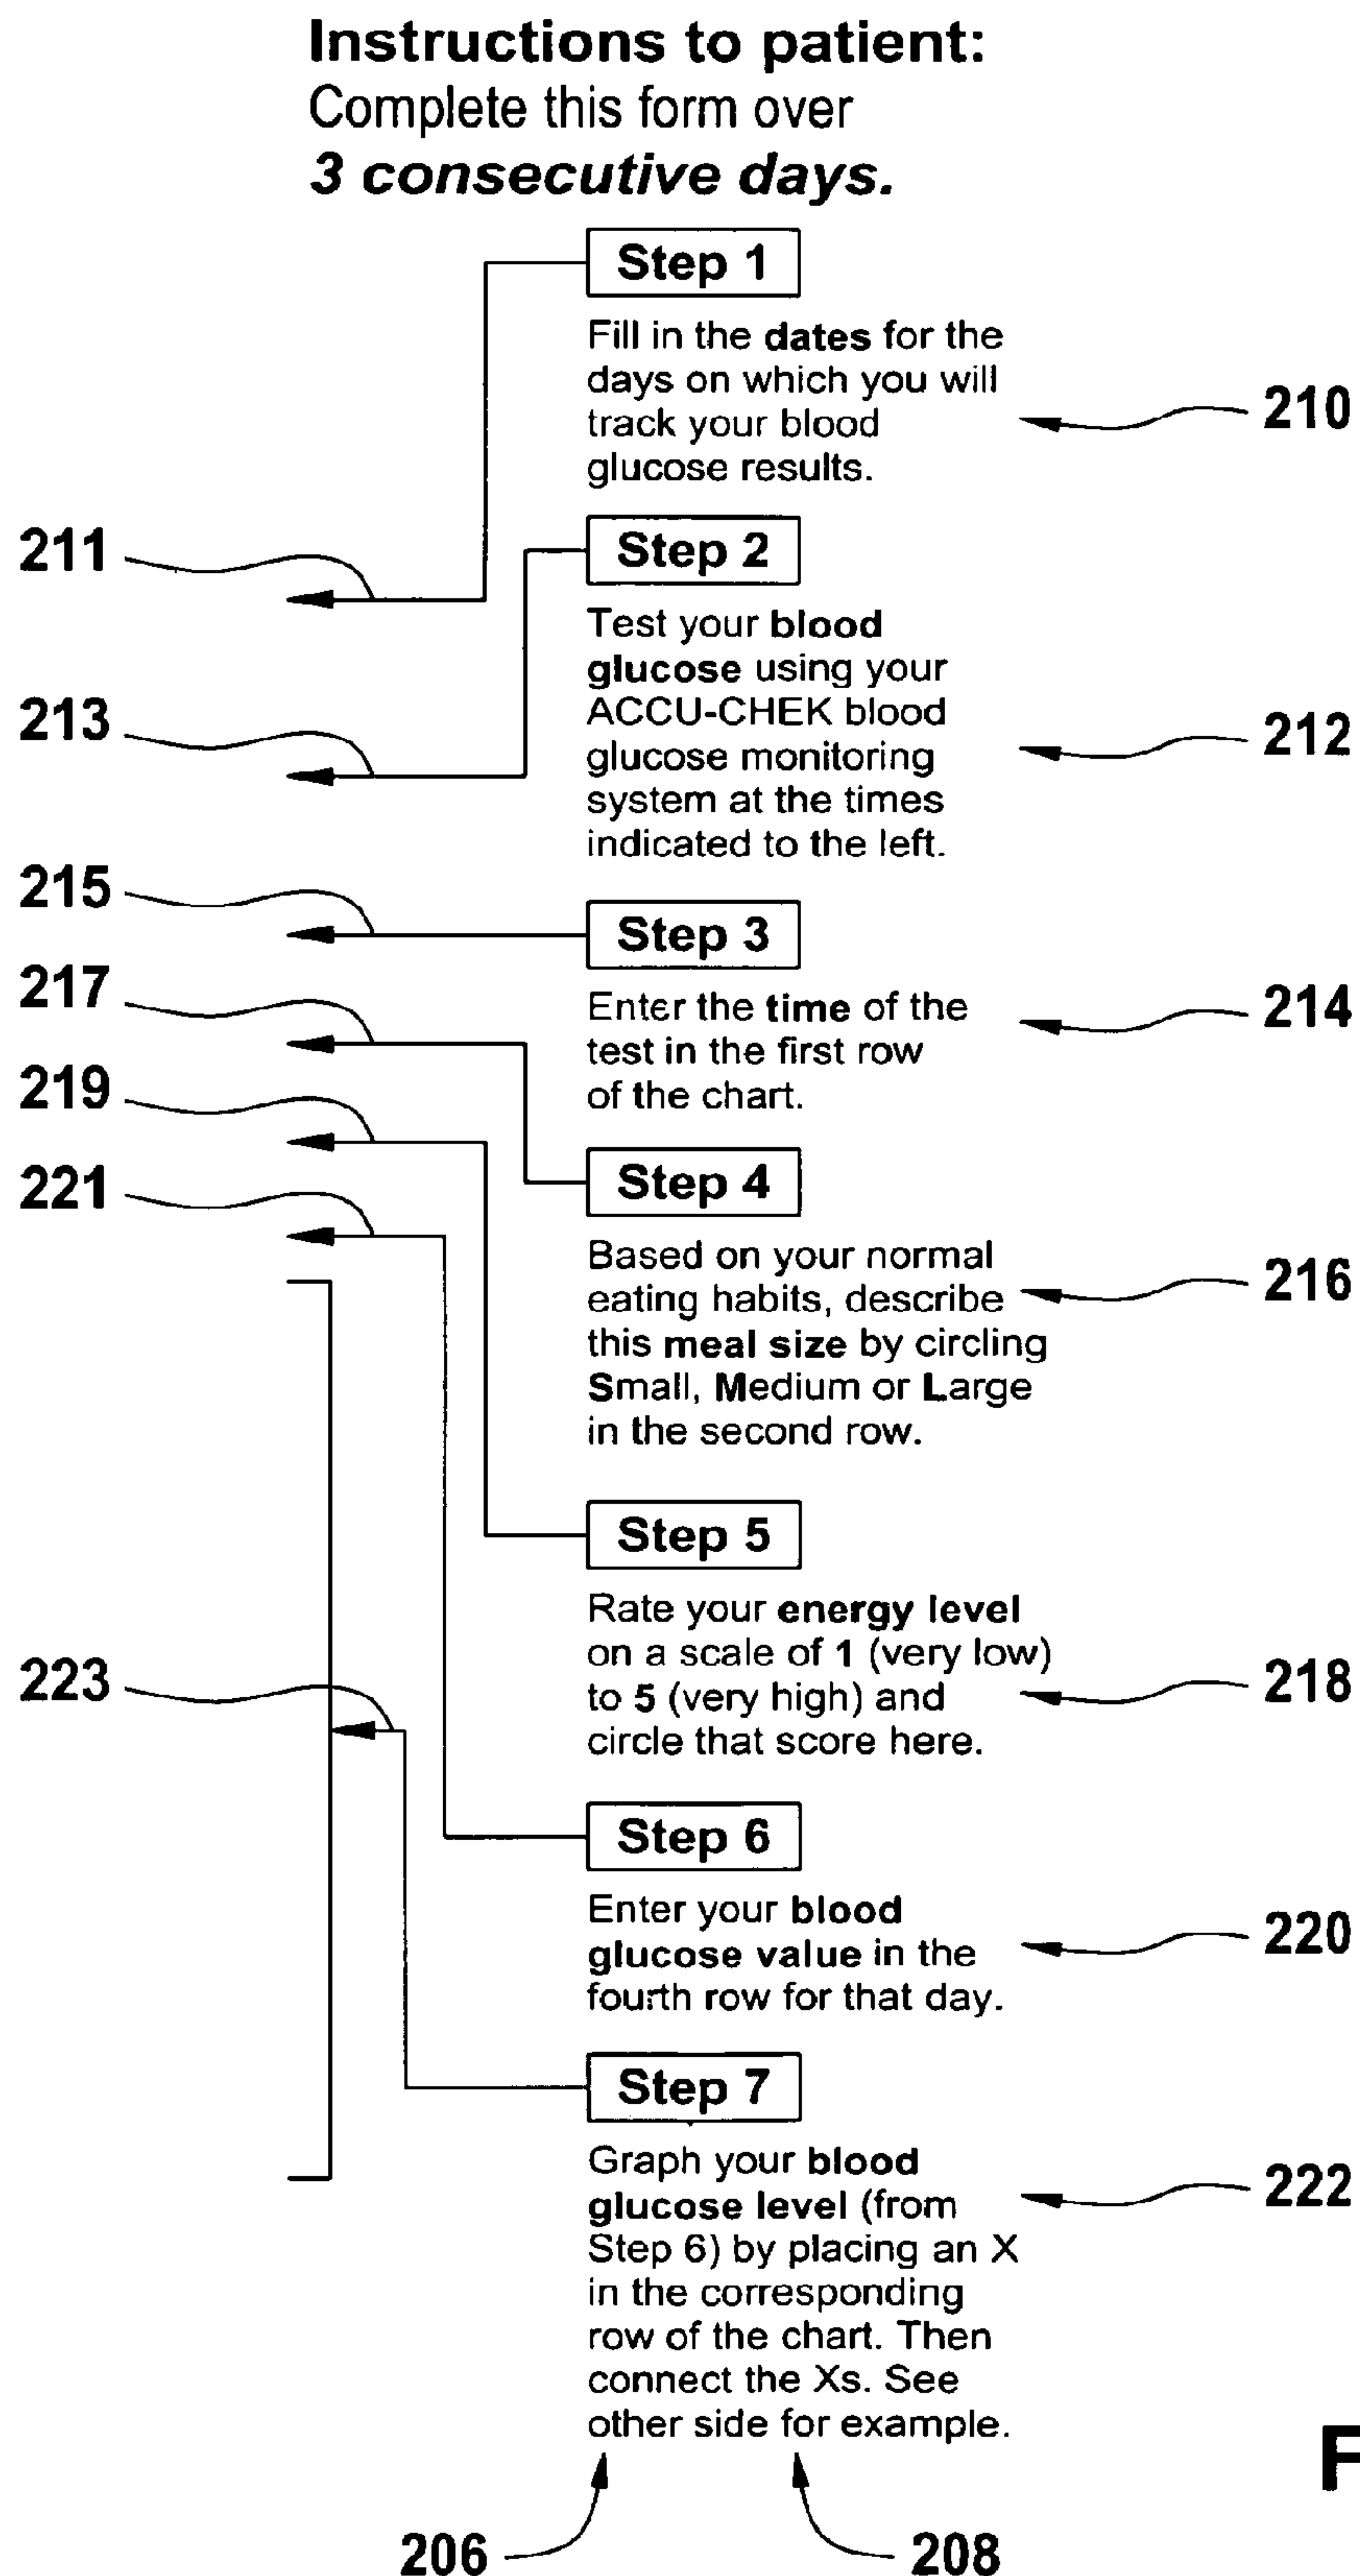 Instructions to patient:
Complete this form over
3 consecutive days.
Step 1
Fill in the dates for the
days on which you will
track your blood
glucose results.
210
211
Step 2
Test your blood
glucose using your
ACCU-CHEK blood
glucose monitoring
system at the times
indicated to the left.
213
212
215
Step 3
217
Enter the time of the
test in the first row
of the chart.
214
219
221
Step 4
Based on your normal
eating habits, describe
this meal size by circling
Small, Medium or Large
in the second row.
216
Step 5
Rate your energy level
on a scale of 1 (very low)
to 5 (very high) and
circle that score here.
223
218
Step 6
Enter your blood
glucose value in the
fourth row for that day.
220
Step 7
Graph your blood
glucose level (from
Step 6) by placing an X
in the corresponding
row of the chart. Then
connect the Xs. See
other side for example.
222
F
206
208